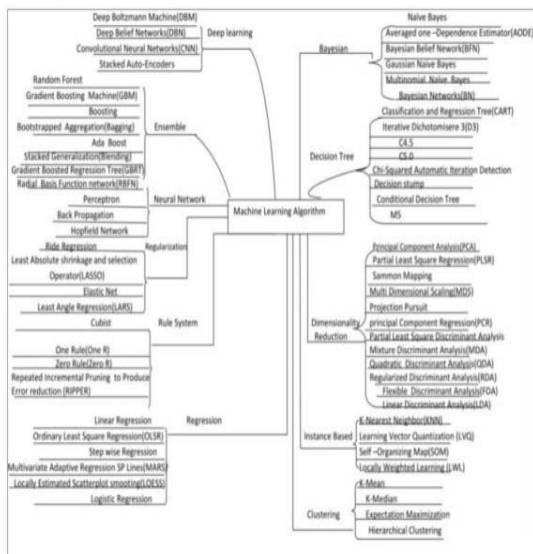 Deep Boltzmann Machine(DBM)
Deep Belief Networks(DBN)
Convolutional Neural Networks(CNN)
Stacked Auto-Encoders
Deep learning
Random Forest
Gradient Boosting Machine(GBM)
Boosting
Bootstrapped Aggregation(Bagging)
Ada Boost
Stacked Generalization(Blending)
Gradient Boosted Regression Tree(GBRT)
Ensemble
Radial Basis Function network(RBFN)
Perceptron
Back Propagation
Hopfield Network
Neural Network
Ride Regression
Least Absolute shrinkage and selection
Operator(LASSO)
Elastic Net
Least Angle Regression(LARS)
Regularization
Cubist
One Rule(One R)
Zero Rule(Zero R)
Repeated Incremental Pruning to Produce
Error reduction (RIPPER)
Rule System
Linear Regression
Ordinary Least Square Regression(OLSR)
Step wise Regression
Multivariate Adaptive Regression SP Lines(MARS)
Locally Estimated Scatterplot smooting(LOESS)
Logistic Regression
Regression
Machine Learning Algorithm
Bayesian
Naïve Bayes
Averaged one –Dependence Estimator(AODE)
Bayesian Belief Nework(BFN)
Gaussian Naive Bayes
Multinomial Naïve Bayes
Bayesian Networks(BN)
Decision Tree
Classification and Regression Tree(CART)
Iterative Dichotomisere 3(D3)
C4.5
C5.0
Chi-Squared Automatic Iteration Detection
Decision stump
Conditional Decision Tree
M5
Dimensionality
Reduction
Principal Component Analysis(PCA)
Partial Least Square Regression(PLSR)
Sammon Mapping
Multi Dimensional Scaling(MDS)
Projection Pursuit
principal Component Regression(PCR)
Partial Least Square Discriminant Analysis
Mixture Discriminant Analysis(MDA)
Quadratic Discriminant Analysis(QDA)
Regularized Discriminant Analysis(RDA)
Flexible Discriminant Analysis(FDA)
Linear Discriminant Analysis(LDA)
Instance Based
K-Nearest Neighbor(KNN)
Learning Vector Quantization (LVQ)
Self –Organizing Map(SOM)
Locally Weighted Learning (LWL)
Clustering
K-Mean
K-Median
Expectation Maximization
Hierarchical Clustering